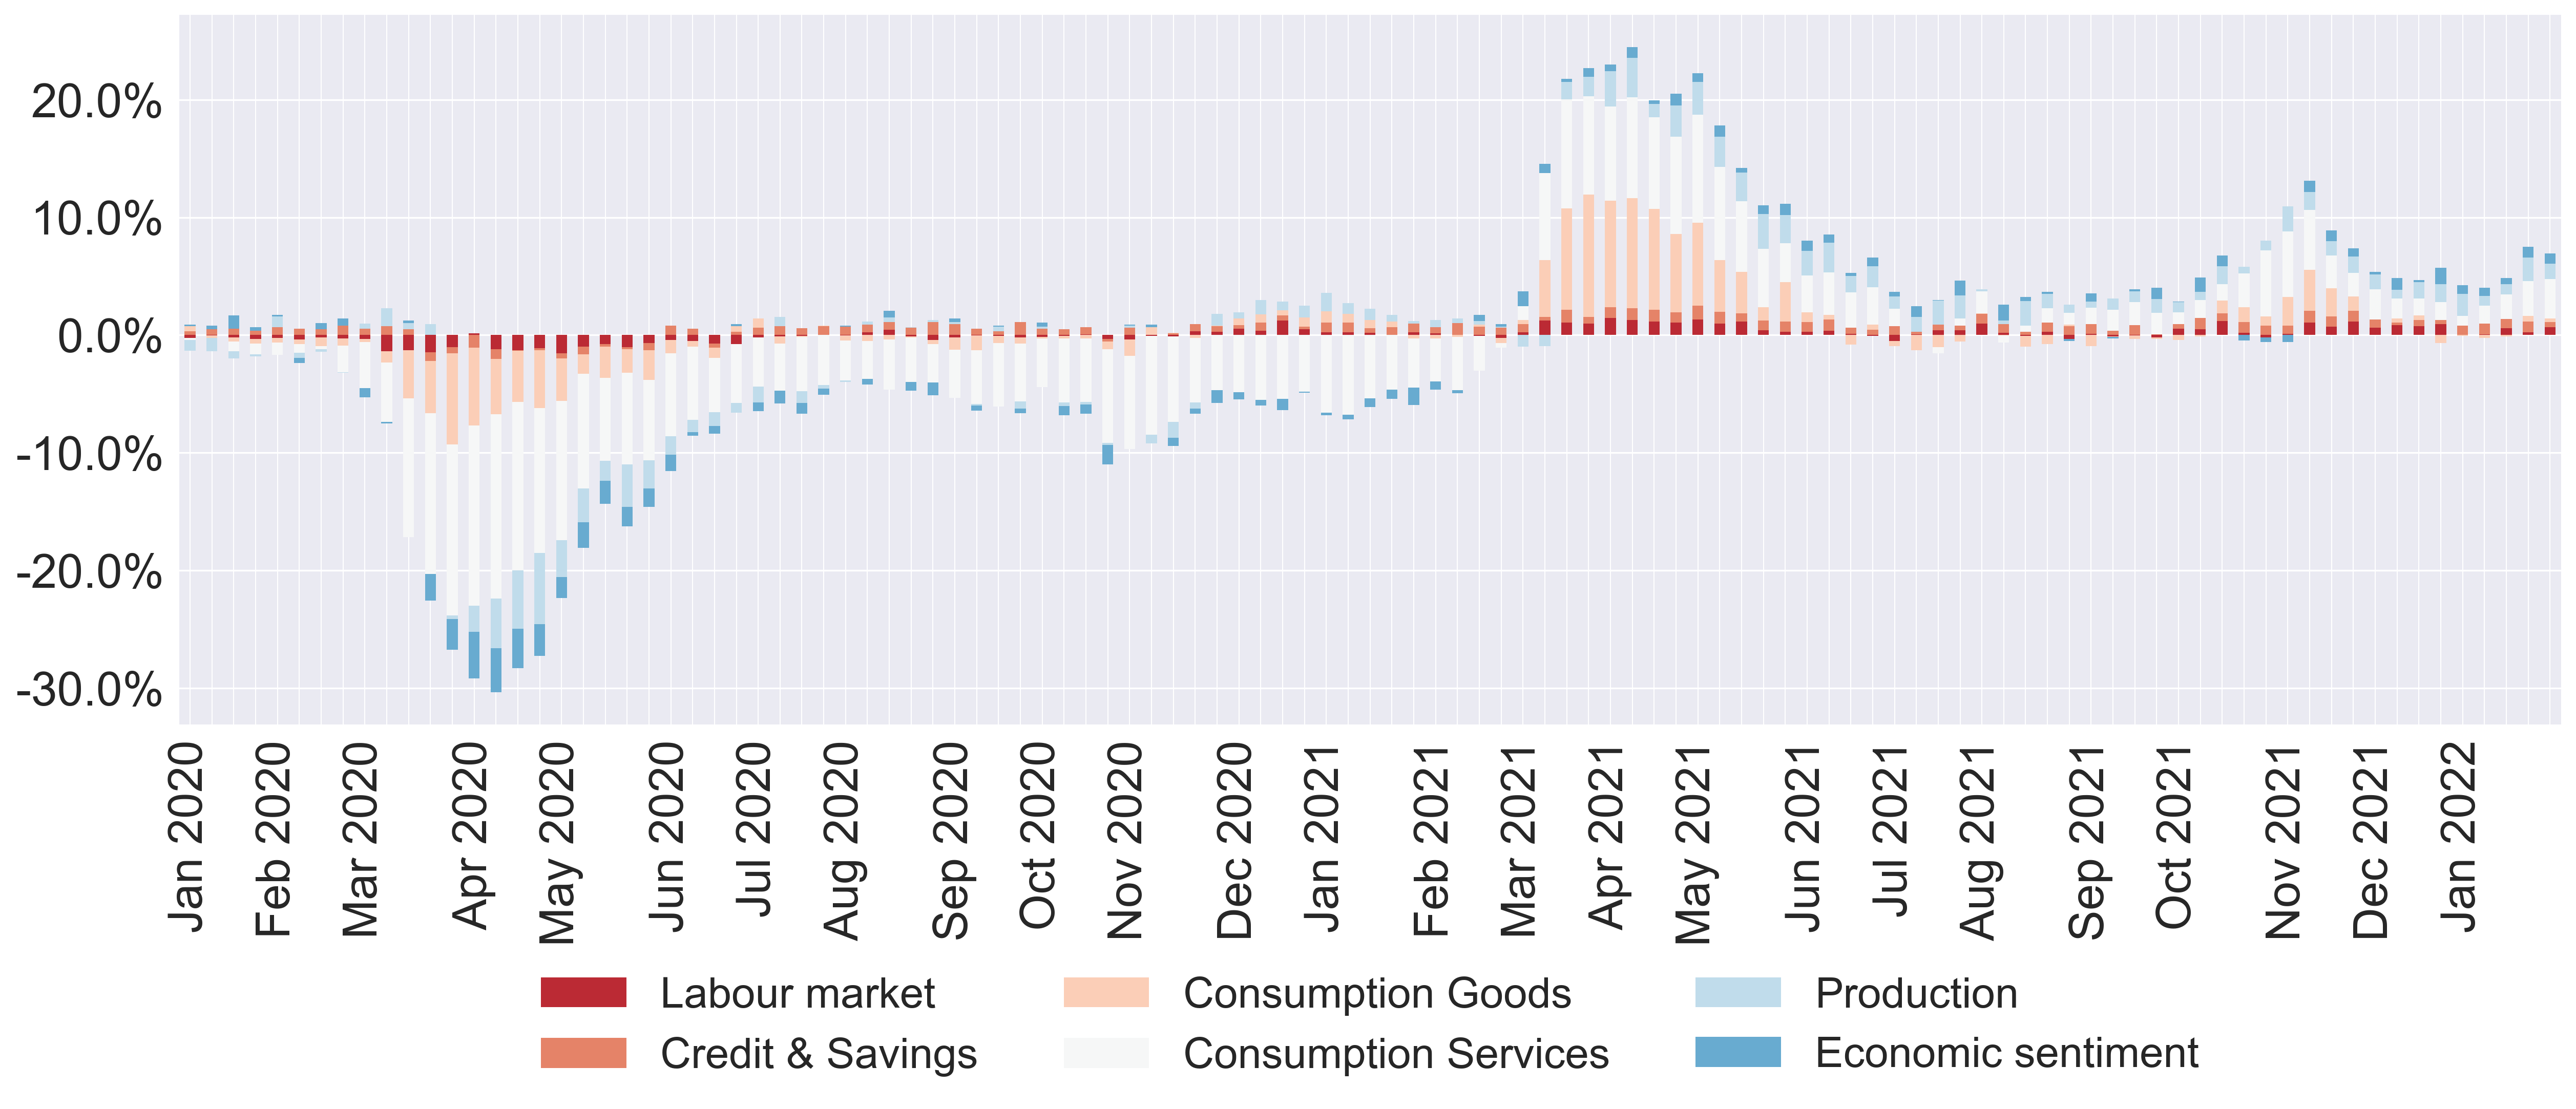 20.0%
10.0%
0.0%
-10.0%
-20.0%
-30.0%
Jan 2020
Feb 2020
Mar 2020
Apr 2020
May 2020
Jun 2020
Jul 2020
Aug 2020
Sep 2020
Oct 2020
Nov 2020
Dec 2020
Jan 2021
Feb 2021
Mar 2021
Apr 2021
May 2021
Jun 2021
Jul 2021
Aug 2021
Sep 2021
Oct 2021
Nov 2021
Dec 2021
Jan 2022
Labour market
Consumption Goods
Production
Credit & Savings
Consumption Services
Economic sentiment